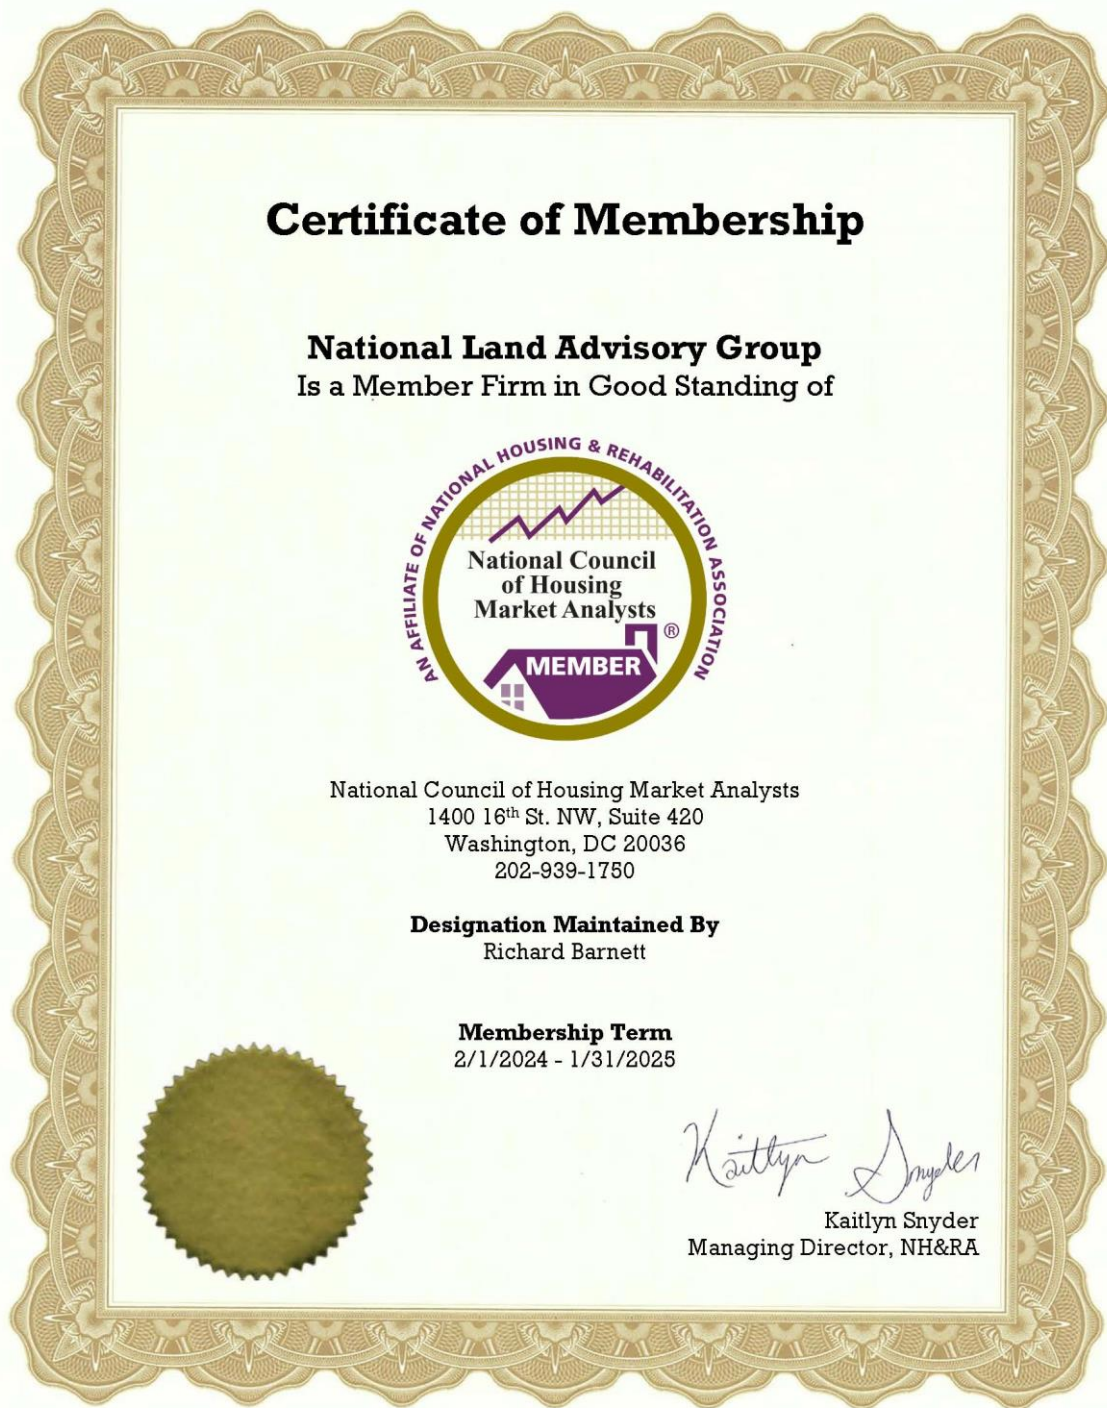 Certificate of Membership
National Land Advisory Group
Is a Member Firm in Good Standing of
AN AFFILIATE OF NATIONAL HOUSING & REHABILITATION ASSOCIATION
National Council
of Housing
Market Analysts
®
MEMBER
National Council of Housing Market Analysts
1400 16th St. NW, Suite 420
Washington, DC 20036
202-939-1750
Designation Maintained By
Richard Barnett
Membership Term
2/1/2024 - 1/31/2025
Kaitlyn Snyder
Kaitlyn Snyder
Managing Director, NH&RA